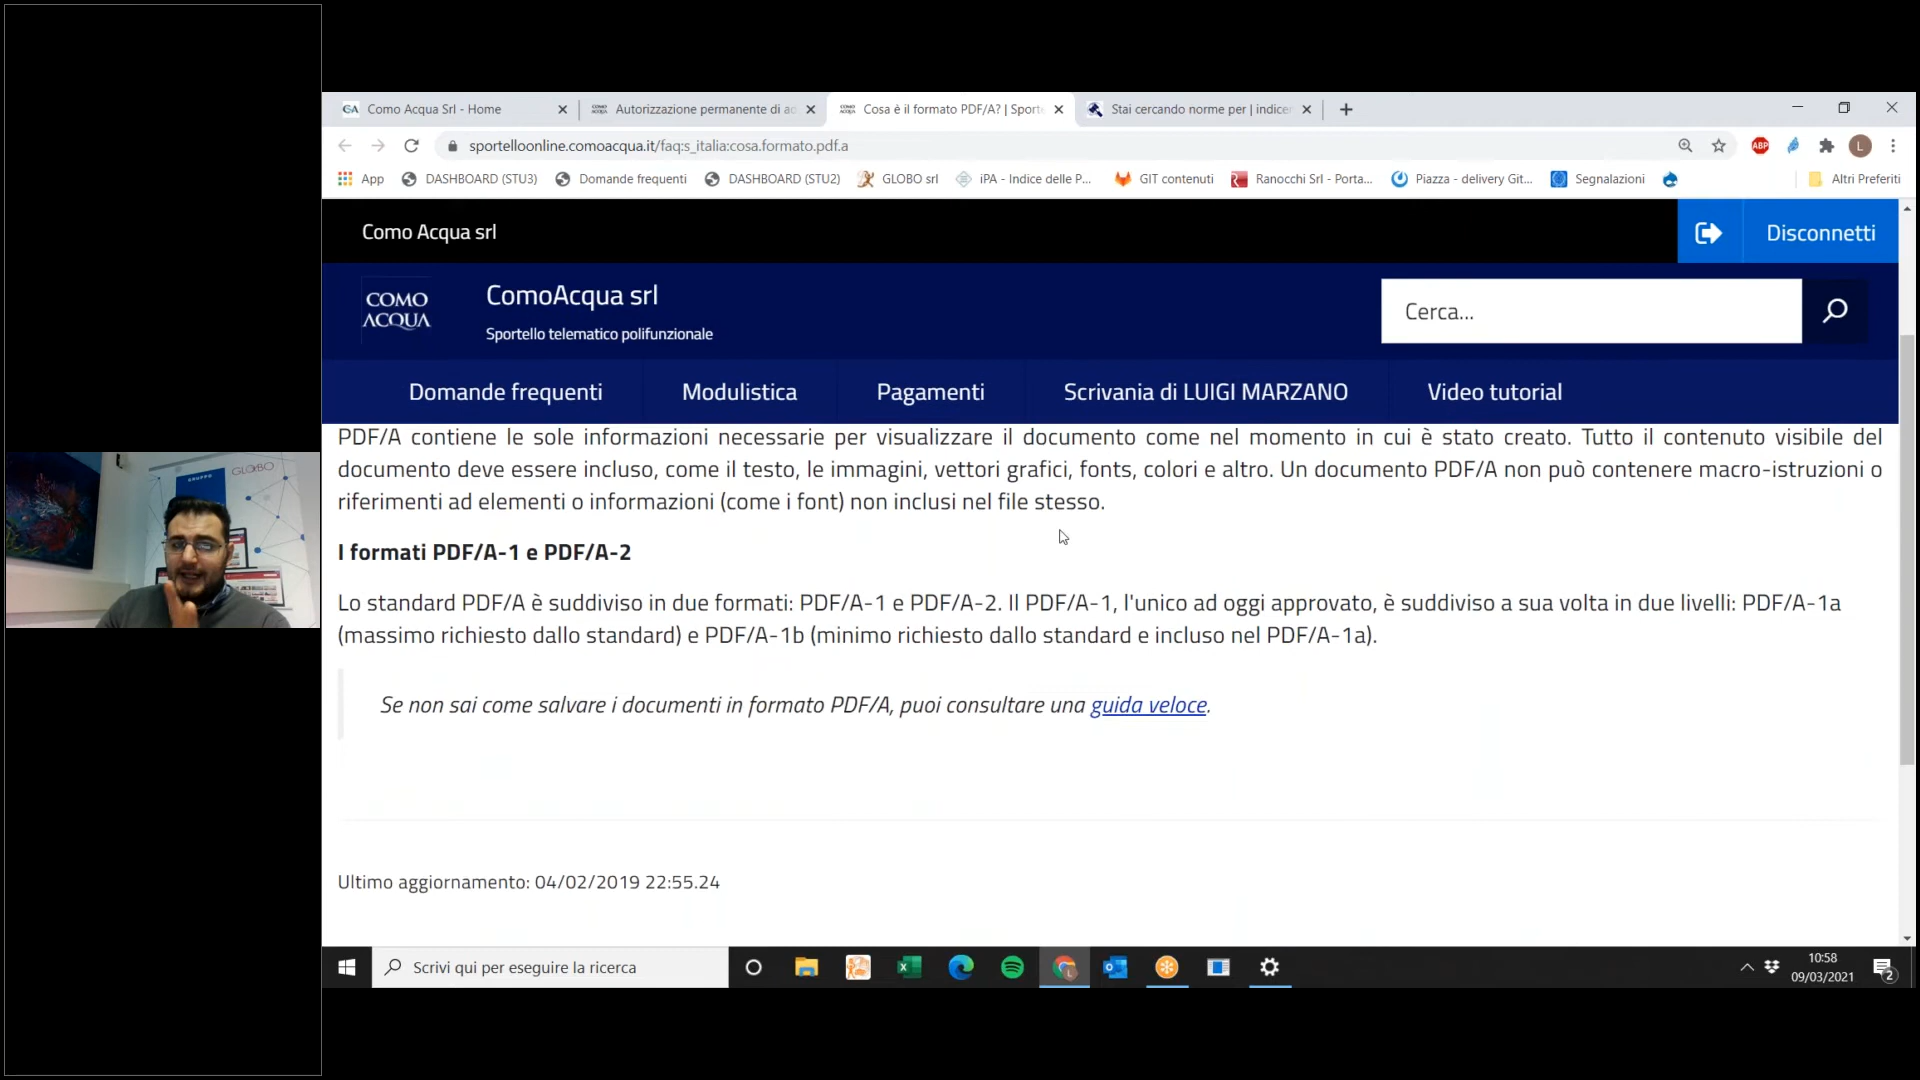 Como Acqua Srl - Home
Autorizzazione permanente di ac
Cosa è il formato PDF/A? | Sporte
Stai cercando norme per | indice
sportelloonline.comoacqua.it/faq:s_italia:cosa.formato.pdf.a
ABP
L
App
DASHBOARD (STU3)
Domande frequenti
DASHBOARD (STU2)
GLOBO srl
iPA - Indice delle P...
GIT contenuti
Ranocchi Srl - Porta...
Piazza - delivery Git...
Segnalazioni
Altri Preferiti
Como Acqua srl
Disconnetti
COMO
ACQUA
ComoAcqua srl
Sportello telematico polifunzionale
Cerca...
Domande frequenti
Modulistica
Pagamenti
Scrivania di LUIGI MARZANO
Video tutorial
PDF/A contiene le sole informazioni necessarie per visualizzare il documento come nel momento in cui è stato creato. Tutto il contenuto visibile del
documento deve essere incluso, come il testo, le immagini, vettori grafici, fonts, colori e altro. Un documento PDF/A non può contenere macro-istruzioni o
riferimenti ad elementi o informazioni (come i font) non inclusi nel file stesso.
I formati PDF/A-1 e PDF/A-2
Lo standard PDF/A è suddiviso in due formati: PDF/A-1 e PDF/A-2. Il PDF/A-1, l'unico ad oggi approvato, è suddiviso a sua volta in due livelli: PDF/A-1a
(massimo richiesto dallo standard) e PDF/A-1b (minimo richiesto dallo standard e incluso nel PDF/A-1a).
Se non sai come salvare i documenti in formato PDF/A, puoi consultare una guida veloce.
Ultimo aggiornamento: 04/02/2019 22:55.24
GRUPPO
GLOBO
Scrivi qui per eseguire la ricerca
10:58
09/03/2021
2